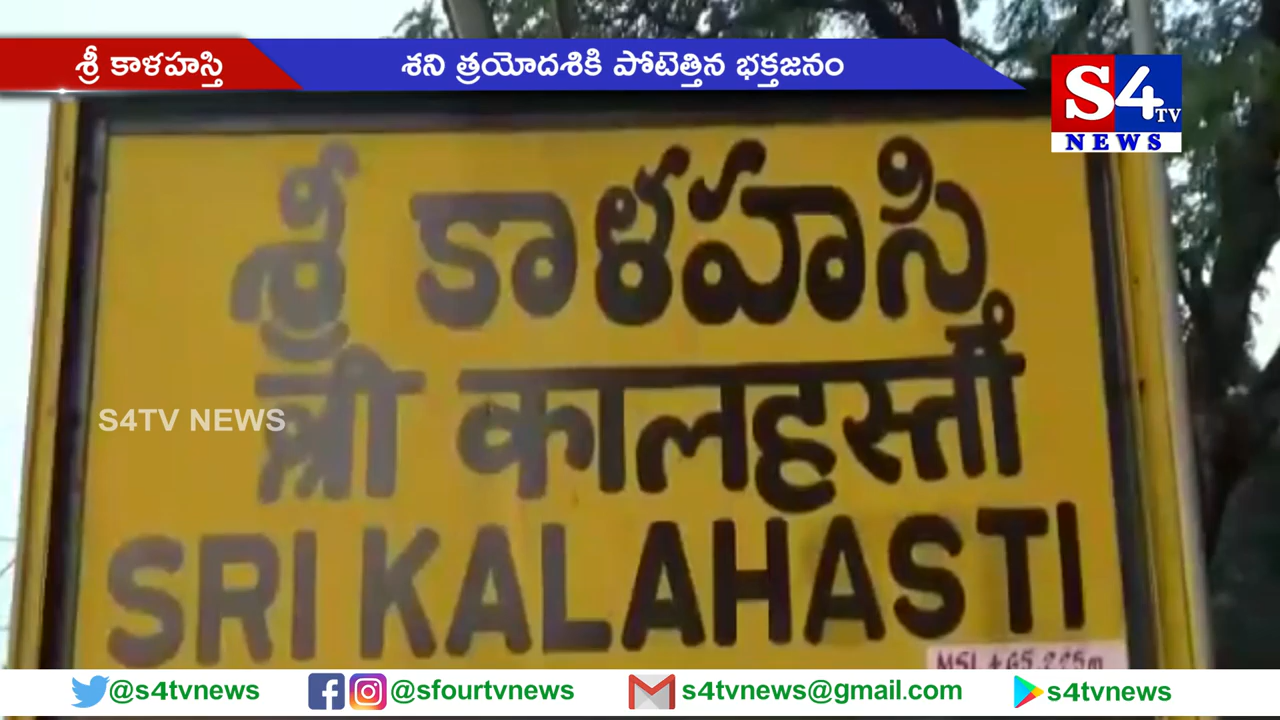 శ్రీ కాళహస్తి
శని త్రయోదశికి పోటెత్తిన భక్తజనం
S4 TV
NEWS
శ్రీ కాళహస్తి
श्री कालहस्ती
S4TV NEWS
SRI KALAHASTI
@s4tvnews
@sfourtvnews
s4tvnews@gmail.com
s4tvnews